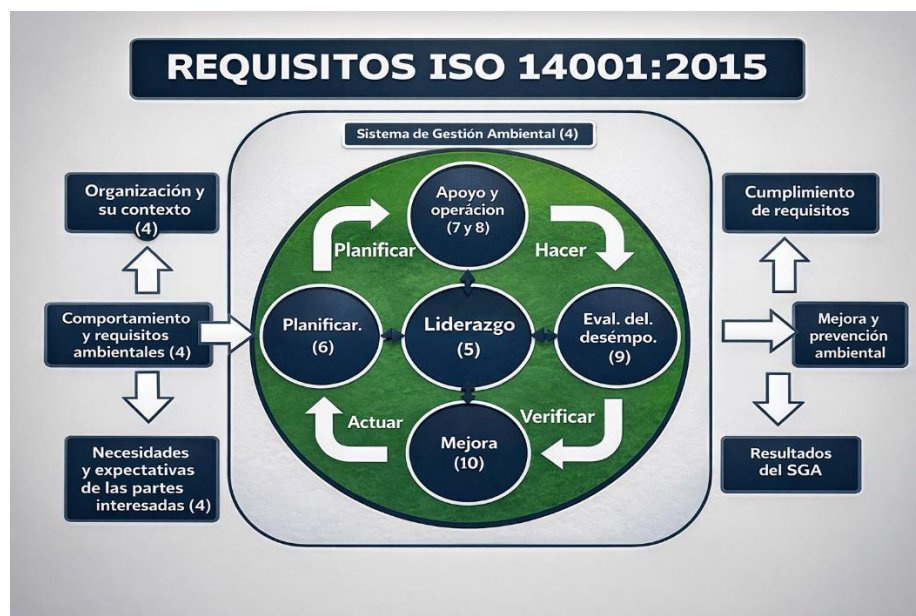 REQUISITOS ISO 14001:2015
Sistema de Gestión Ambiental (4)
Organización y
su contexto
(4)
Comportamiento
y requisitos
ambientales (4)
Necesidades
y expectativas
de las partes
interesadas (4)
Apoyo y
operácion
(7 y 8)
Planificar
Hacer
Planificar.
(6)
Liderazgo
(5)
Eval. del.
desémpo.
(9)
Actuar
Verificar
Mejora
(10)
Cumplimiento
de requisitos
Mejora y
prevención
ambiental
Resultados
del SGA